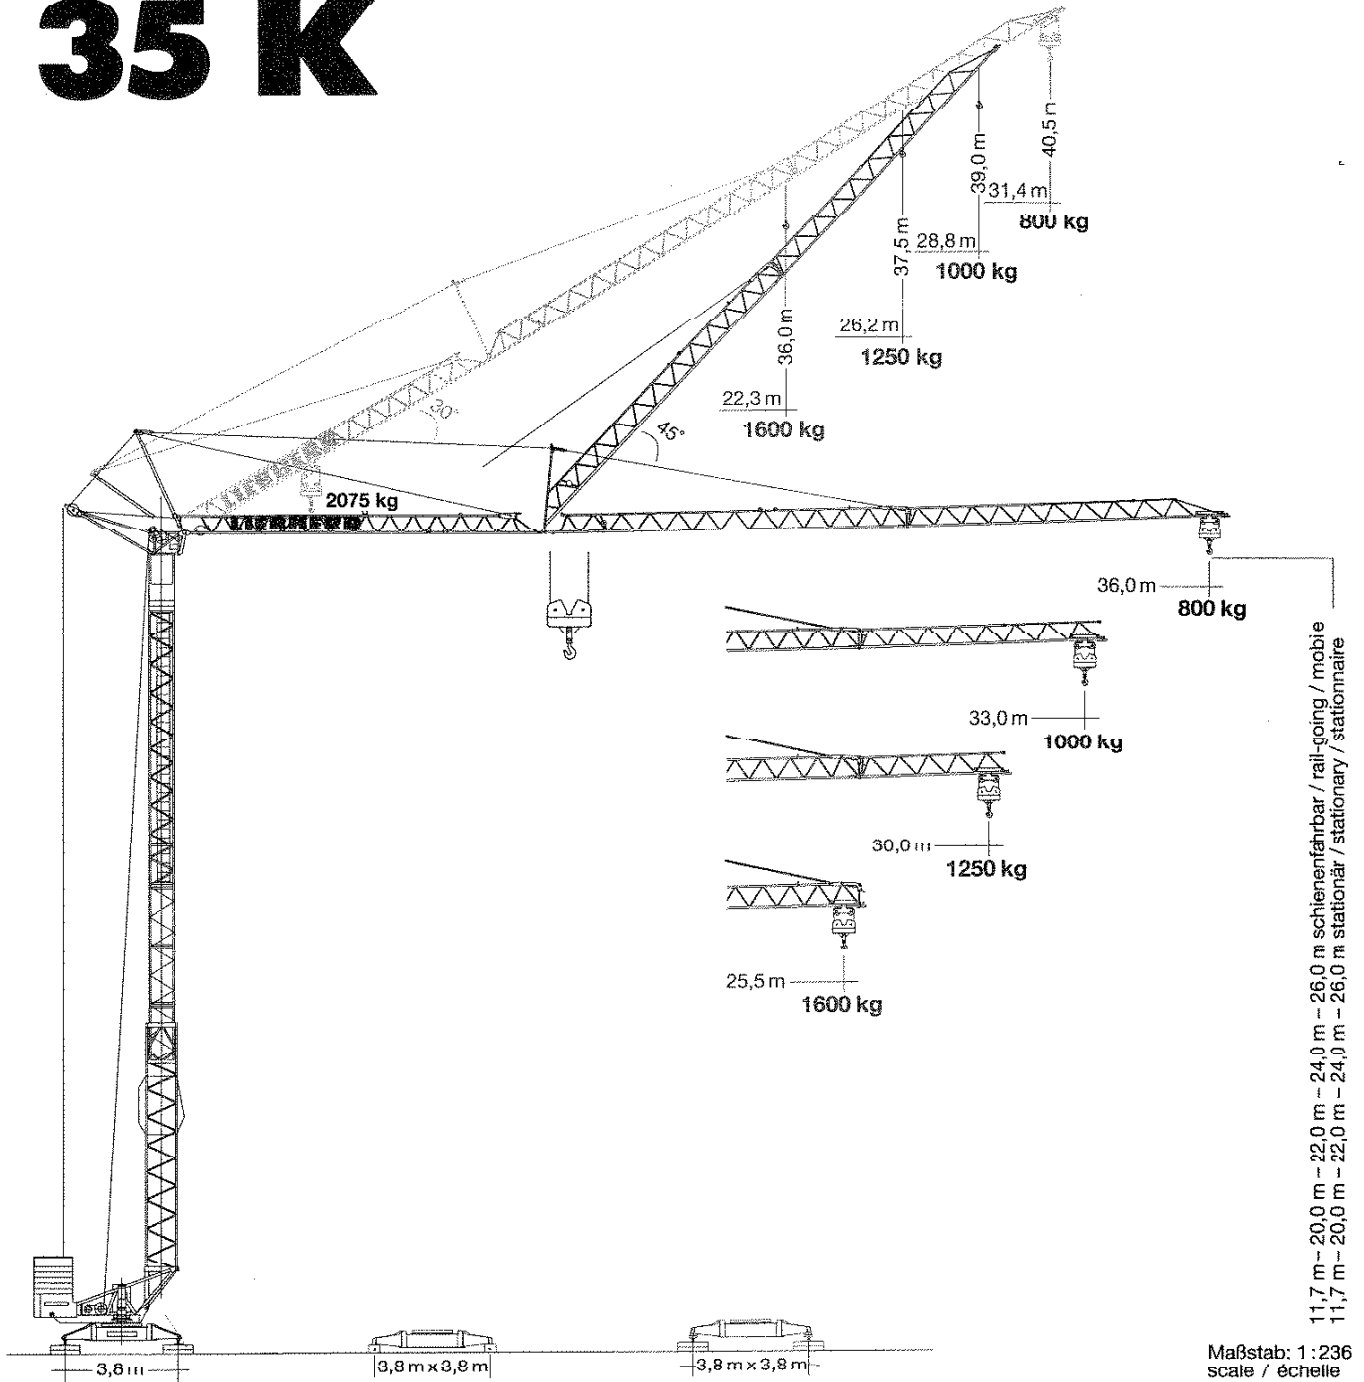 35 K
40,5 m
39,0 m
31,4 m
800 kg
37,5 m
28,8 m
1000 kg
36,0 m
26,2 m
1250 kg
22,3 m
1600 kg
30°
45°
2075 kg
LIEBHERR
36,0 m
800 kg
33,0 m
1000 kg
30,0 m
1250 kg
25,5 m
1600 kg
11,7 m – 20,0 m – 22,0 m – 24,0 m – 26,0 m schienenfahrbar / rail-going / mobile
11,7 m – 20,0 m – 22,0 m – 24,0 m – 26,0 m stationär / stationary / stationnaire
3,8 m
3,8 m x 3,8 m
3,8 m x 3,8 m
Maßstab: 1:236
scale / échelle